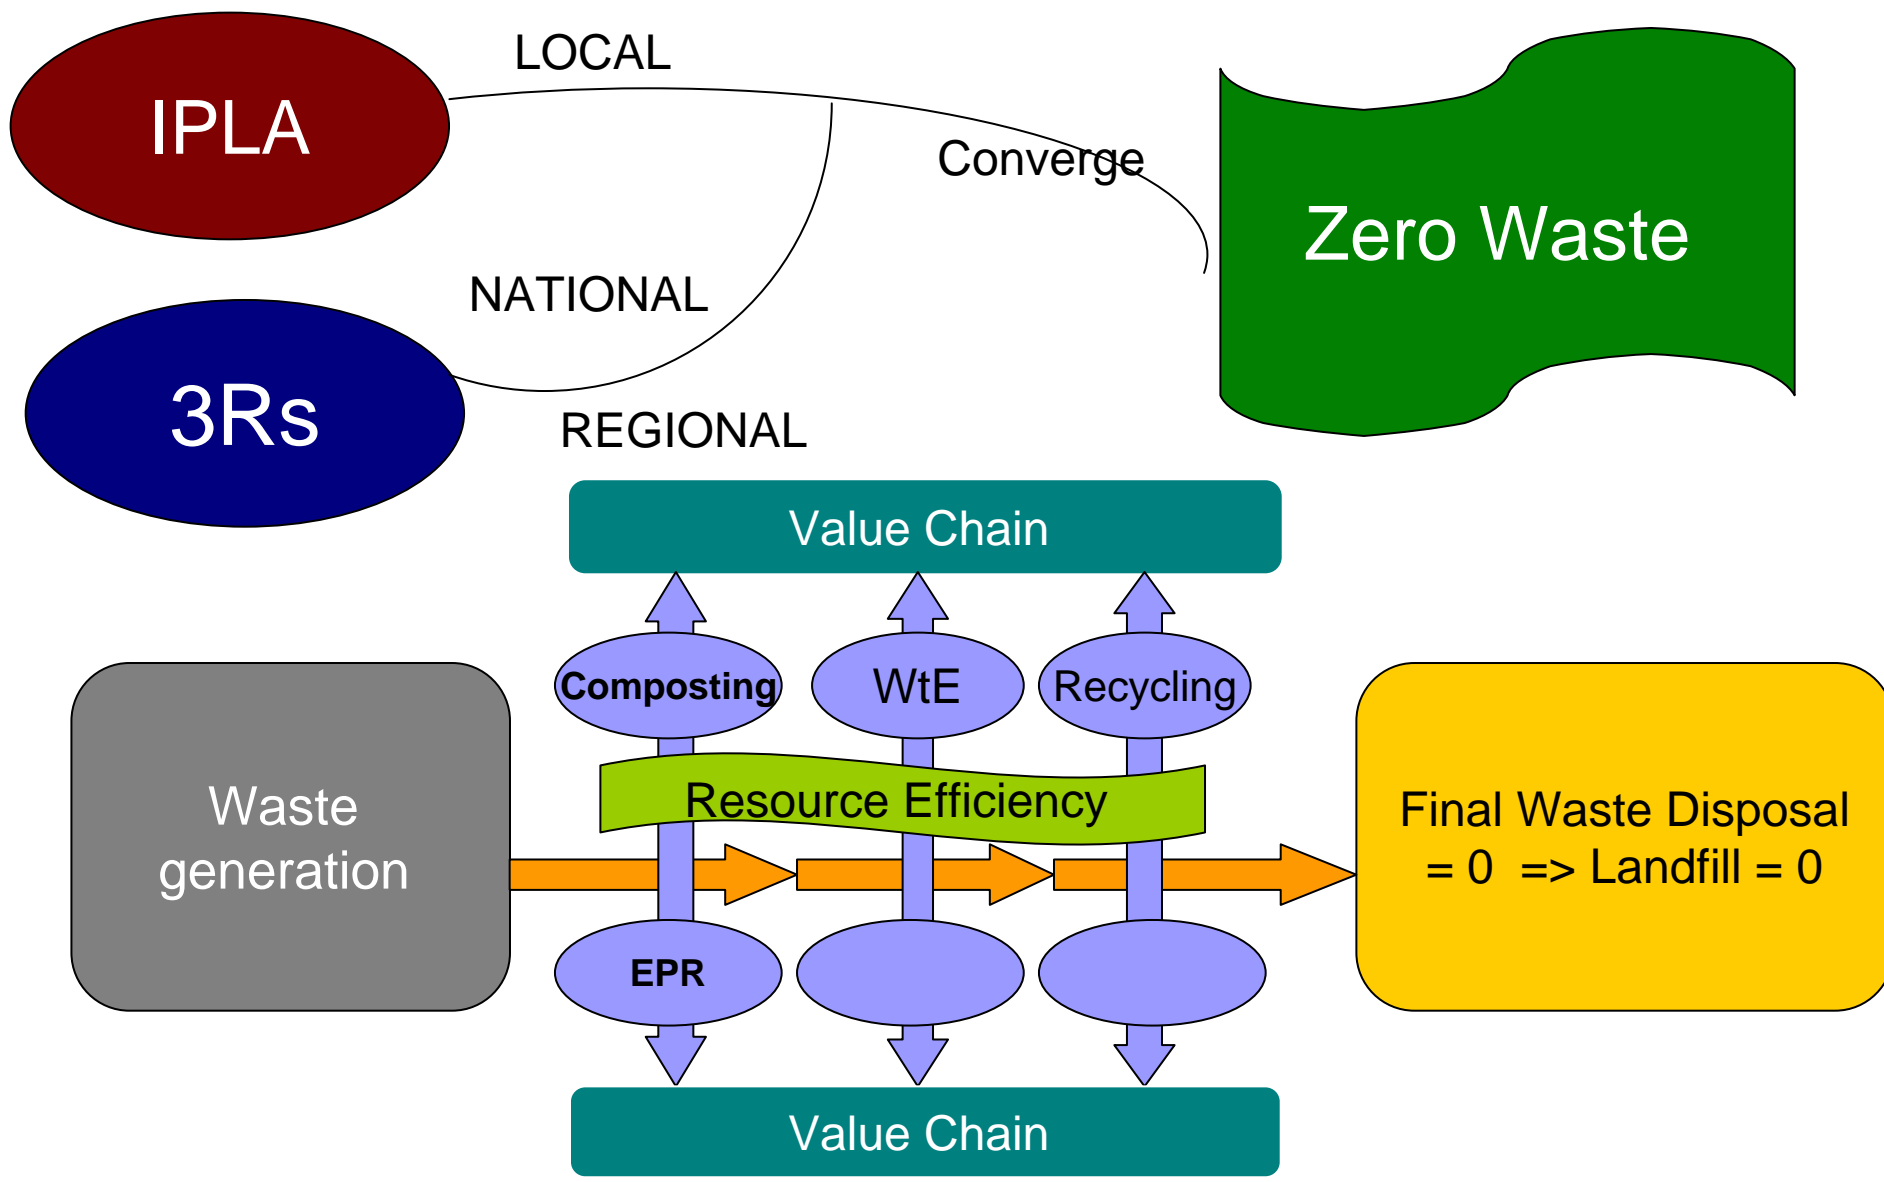 LOCAL
IPLA
Converge
Zero Waste
NATIONAL
3Rs
REGIONAL
Value Chain
Composting
WtE
Recycling
Resource Efficiency
Waste
generation
Final Waste Disposal
= 0 => Landfill = 0
EPR
Value Chain